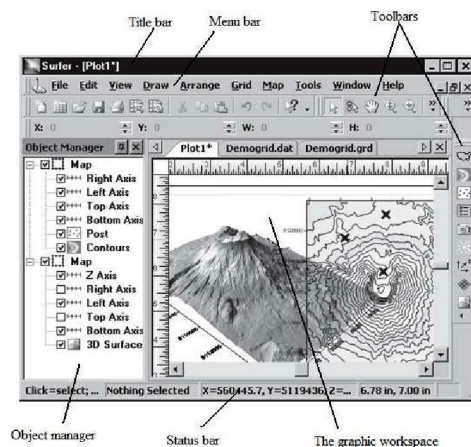 Title bar
Menu bar
Toolbars
Surfer - [Plot1*]
File Edit View Draw Arrange Grid Map Tools Window Help
X: 0 Y: 0 W: 0 H: 0
Object Manager
Plot1* Demogrid.dat Demogrid.grd
Map
Right Axis
Left Axis
Top Axis
Bottom Axis
Post
Contours
Map
Z Axis
Right Axis
Left Axis
Top Axis
Bottom Axis
3D Surface
Click=select; ... Nothing Selected X=560445.7, Y=5119436; Z=... 6.78 in, 7.00 in
Object manager
Status bar
The graphic workspace